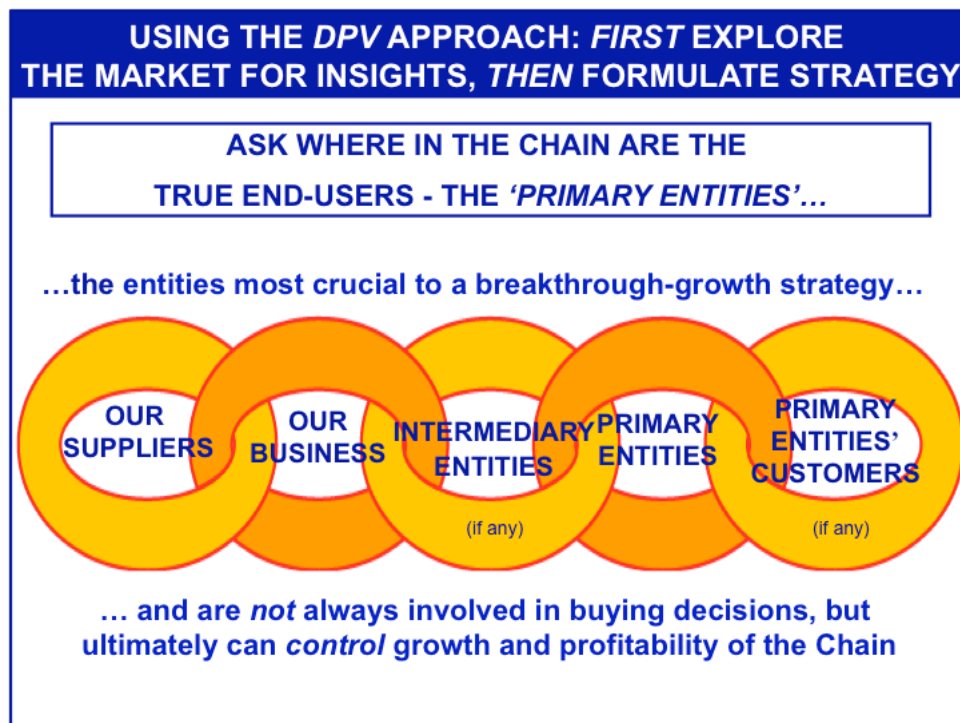 USING THE DPV APPROACH: FIRST EXPLORE
THE MARKET FOR INSIGHTS, THEN FORMULATE STRATEGY
ASK WHERE IN THE CHAIN ARE THE
TRUE END-USERS - THE ‘PRIMARY ENTITIES’…
…the entities most crucial to a breakthrough-growth strategy…
OUR
SUPPLIERS
OUR
BUSINESS
INTERMEDIARY
ENTITIES
(if any)
PRIMARY
ENTITIES
PRIMARY
ENTITIES’
CUSTOMERS
(if any)
… and are not always involved in buying decisions, but
ultimately can control growth and profitability of the Chain